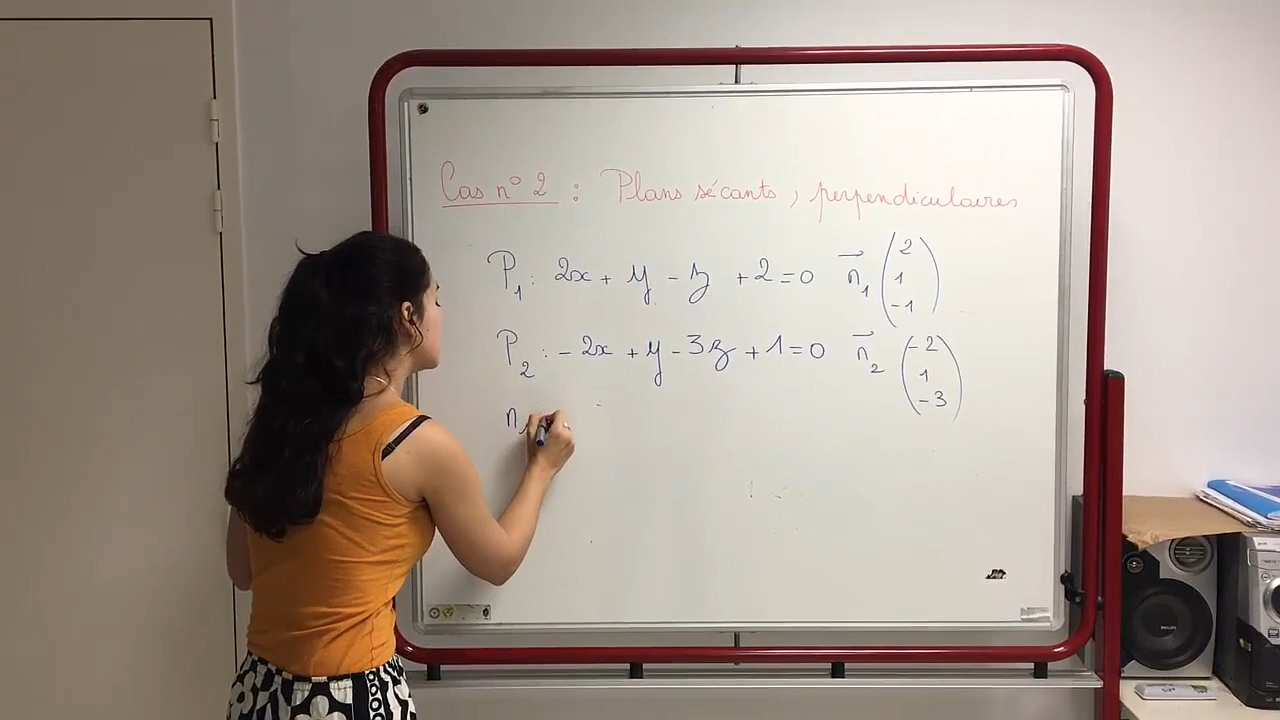 Cas n° 2 : Plans sécants, perpendiculaires
P₁ : 2x + y - z + 2 = 0 n₁→ (2 1 -1)
P₂ : - 2x + y - 3z + 1 = 0 n₂→ (-2 1 -3)
n₁
PHILIPS